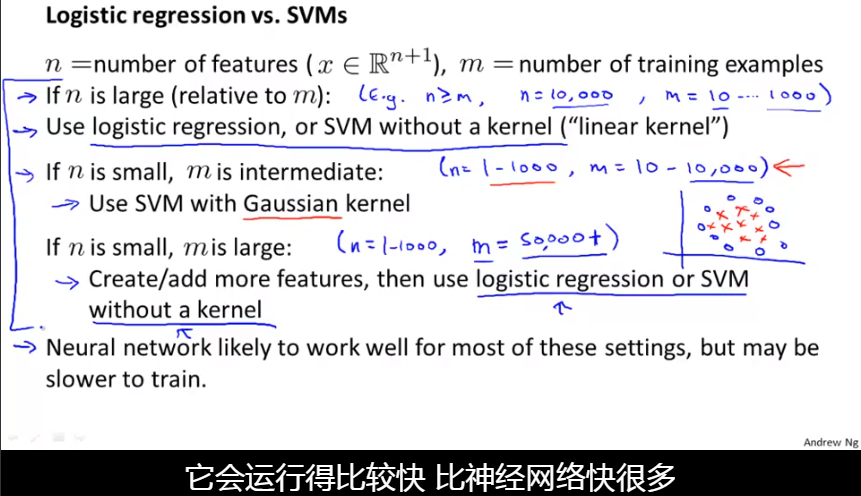 Logistic regression vs. SVMs
n =number of features (x ∈ ℝⁿ⁺¹), m = number of training examples
→ If n is large (relative to m): (E.g. n ≥ m, n = 10,000, m = 10 ... 1000)
→ Use logistic regression, or SVM without a kernel (“linear kernel”)
→ If n is small, m is intermediate: (n = 1-1000, m = 10 - 10,000) ←
→ Use SVM with Gaussian kernel
If n is small, m is large: (n = 1-1000, m = 50,000+)
→ Create/add more features, then use logistic regression or SVM
without a kernel
→ Neural network likely to work well for most of these settings, but may be
slower to train.
Andrew Ng
它会运行得比较快 比神经网络快很多